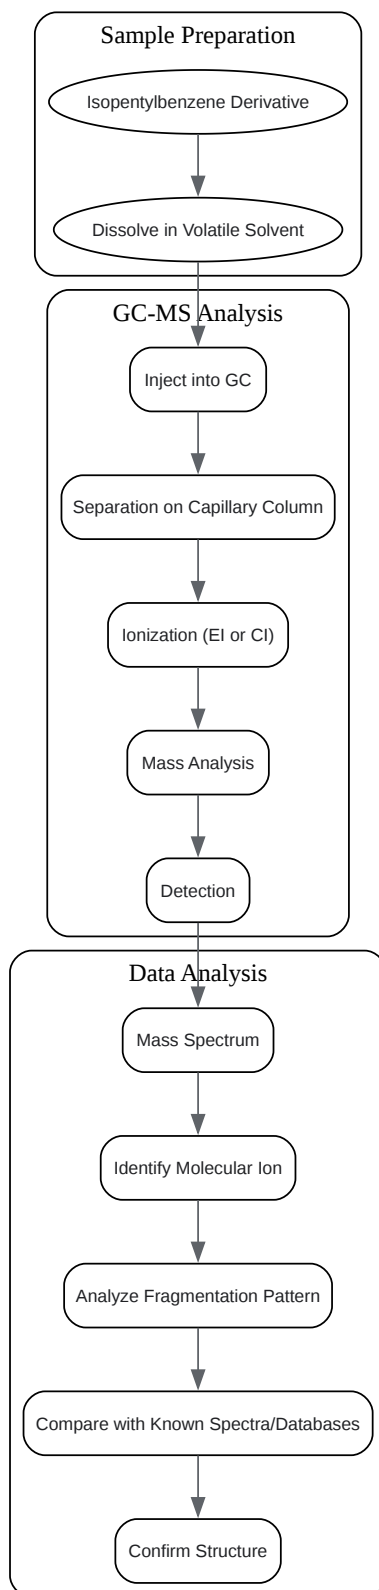 Sample Preparation
Isopentylbenzene Derivative
Dissolve in Volatile Solvent
GC-MS Analysis
Inject into GC
Separation on Capillary Column
Ionization (EI or CI)
Mass Analysis
Detection
Data Analysis
Mass Spectrum
Identify Molecular Ion
Analyze Fragmentation Pattern
Compare with Known Spectra/Databases
Confirm Structure